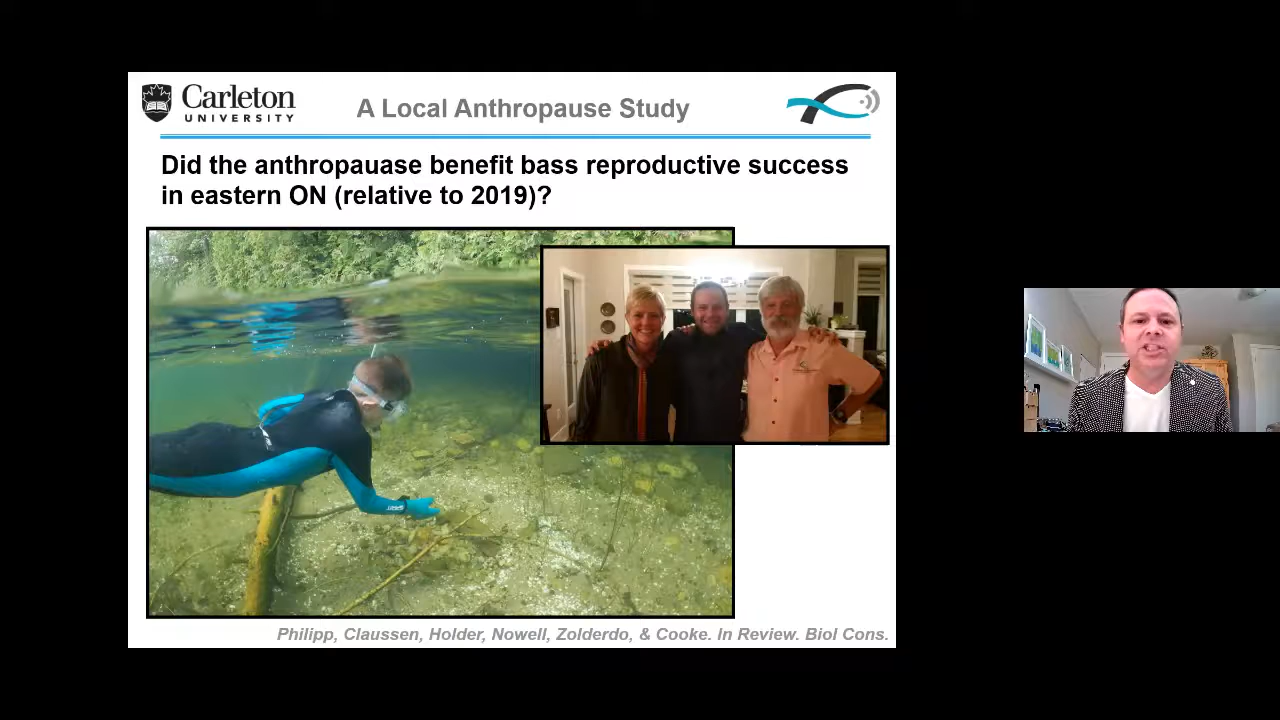 Carleton
UNIVERSITY
A Local Anthropause Study
Did the anthropauase benefit bass reproductive success
in eastern ON (relative to 2019)?
Philipp, Claussen, Holder, Nowell, Zolderdo, & Cooke. In Review. Biol Cons.